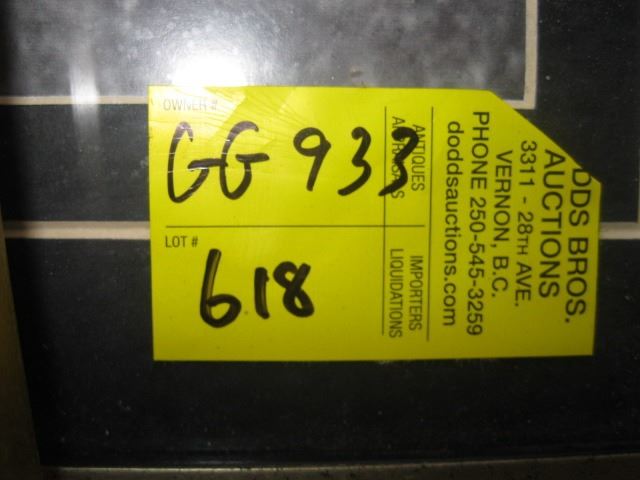 OWNER #
GG 933
LOT #
618
DDS BROS.
AUCTIONS
3311 - 28TH AVE.
VERNON, B.C.
PHONE 250-545-3259
doddsauctions.com
ANTIQUES
IMPORTERS
LIQUIDATIONS